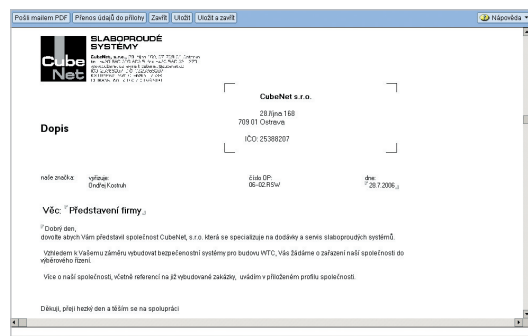 Pošli mailem PDF Přenos údajů do přílohy Zavřít Uložit Uložit a zavřít Nápověda
Cube Net
SLABOPROUDÉ
SYSTÉMY
CubeNet s.r.o.
28.října 168
709 01 Ostrava
IČO: 25388207
Dopis
naše značka: vyřizuje: číslo OP: dne:
Ondřej Kostruh 06-02.RSW 28.7.2006
Věc: Představení firmy
Dobrý den,
dovolte abych Vám představil společnost CubeNet, s.r.o. která se specializuje na dodávky a servis slaboproudých systémů.
Vzhledem k Vašemu záměru vybudovat bezpečenostní systémy pro budovu WTC, Vás žádáme o zařazení naší společnosti do
výběrového řízení.
Více o naší společnosti, včetně referencí na již vybudované zakázky, uvádím v přiloženém profilu společnosti.
Děkuji, přeji hezký den a těším se na spolupráci